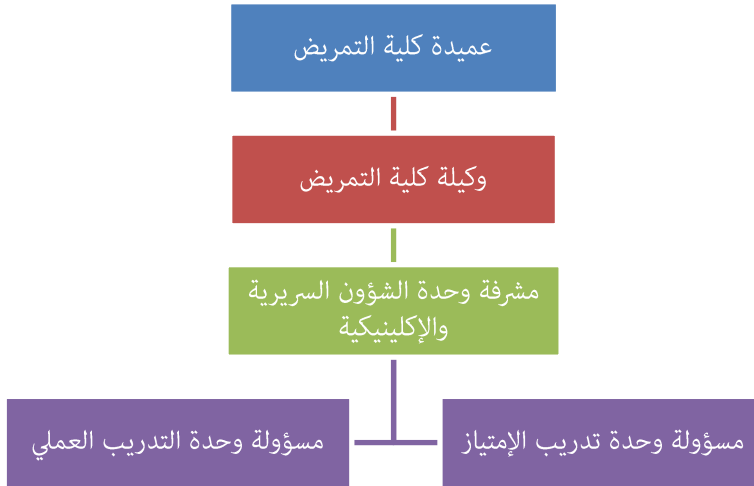 عميدة كلية التمريض
وكيلة كلية التمريض
مشرفة وحدة الشؤون السريرية
والإكلينيكية
مسؤولة وحدة تدريب الإمتياز
مسؤولة وحدة التدريب العملي